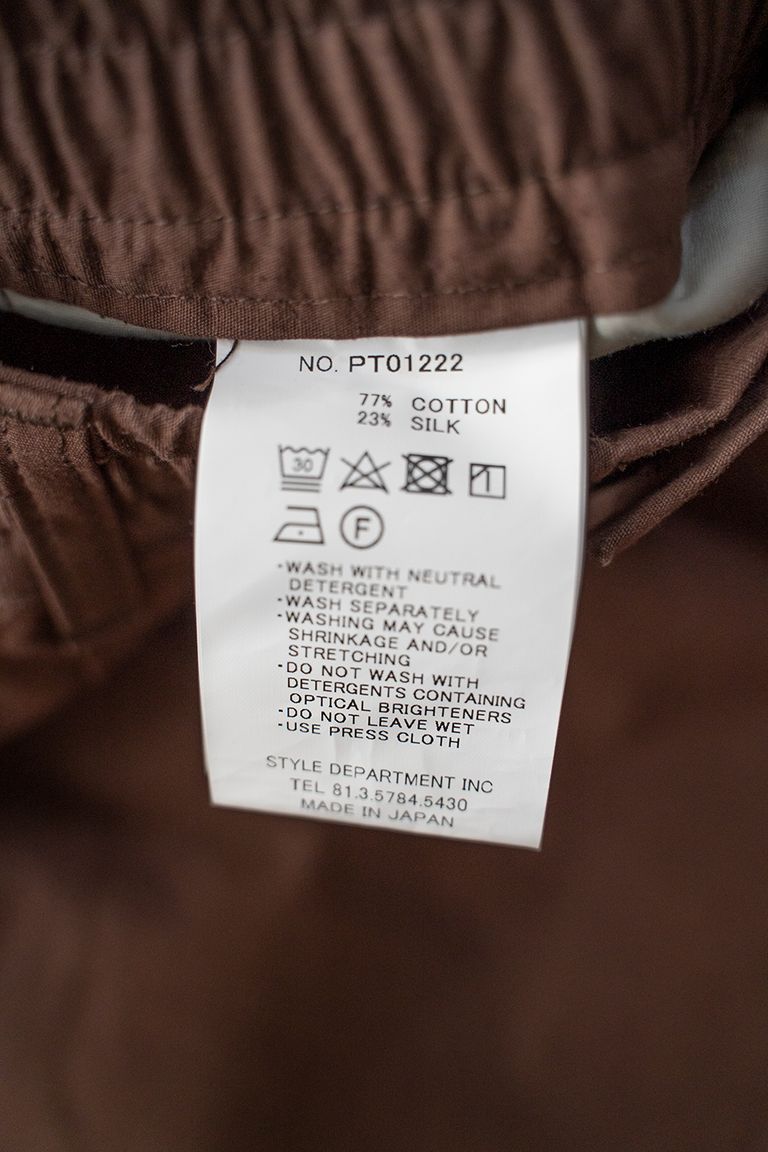 NO. PT01222
77% COTTON
23% SILK
30
F
·WASH WITH NEUTRAL
DETERGENT
·WASH SEPARATELY
·WASHING MAY CAUSE
SHRINKAGE AND/OR
STRETCHING
·DO NOT WASH WITH
DETERGENTS CONTAINING
OPTICAL BRIGHTENERS
·DO NOT LEAVE WET
·USE PRESS CLOTH
STYLE DEPARTMENT INC
TEL 81.3.5784.5430
MADE IN JAPAN